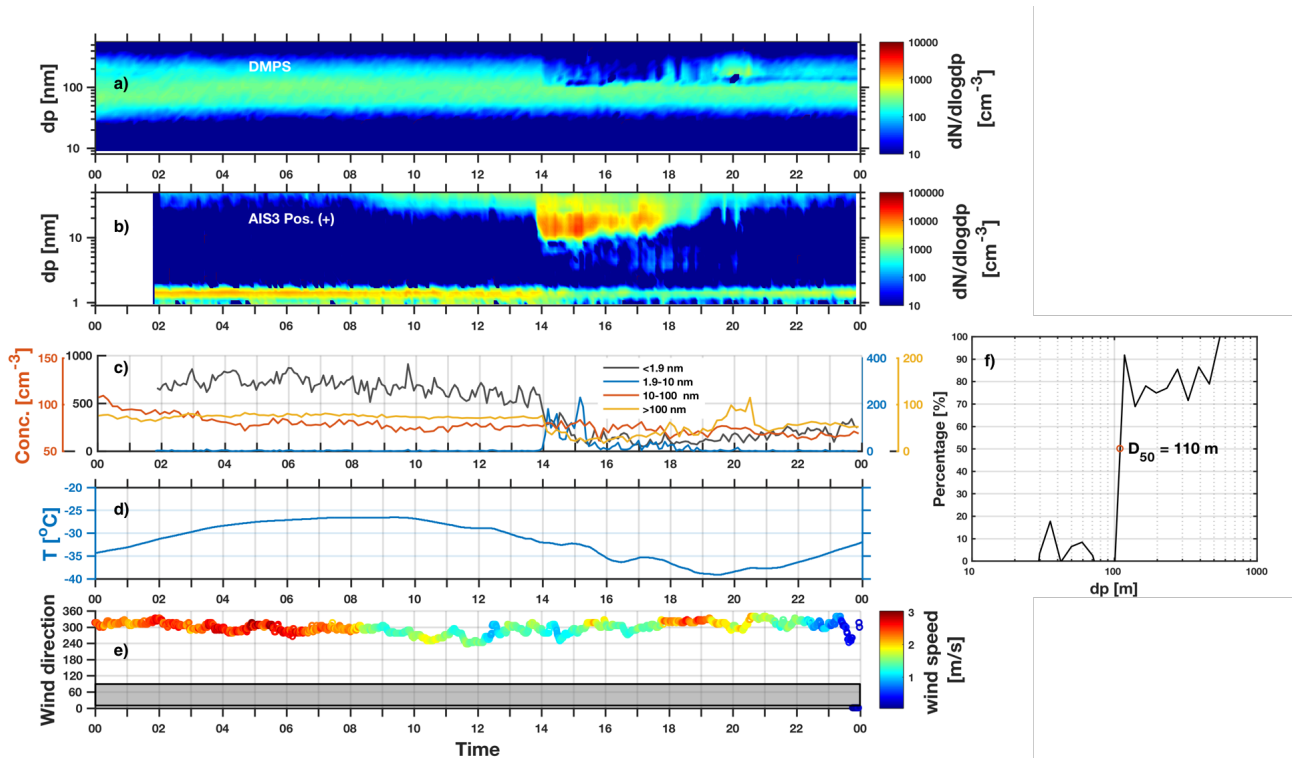 a)
DMPS
dp [nm]
100
10
10000
1000
100
10
dN/dlogdp
[cm-3]
00 02 04 06 08 10 12 14 16 18 20 22 00
b)
AIS3 Pos. (+)
dp [nm]
10
1
100000
10000
1000
100
10
dN/dlogdp
[cm-3]
00 02 04 06 08 10 12 14 16 18 20 22 00
c)
Conc. [cm-3]
150
100
50
1000
500
0
<1.9 nm
1.9-10 nm
10-100 nm
>100 nm
400
200
0
200
100
0
00 02 04 06 08 10 12 14 16 18 20 22 00
d)
T [oC]
-20
-25
-30
-35
-40
00 02 04 06 08 10 12 14 16 18 20 22 00
e)
Wind direction
360
300
240
180
120
60
0
3
2
1
wind speed
[m/s]
00 02 04 06 08 10 12 14 16 18 20 22 00
Time
f)
Percentage [%]
100
90
80
70
60
50
40
30
20
10
0
D50 = 110 m
10 100 1000
dp [m]